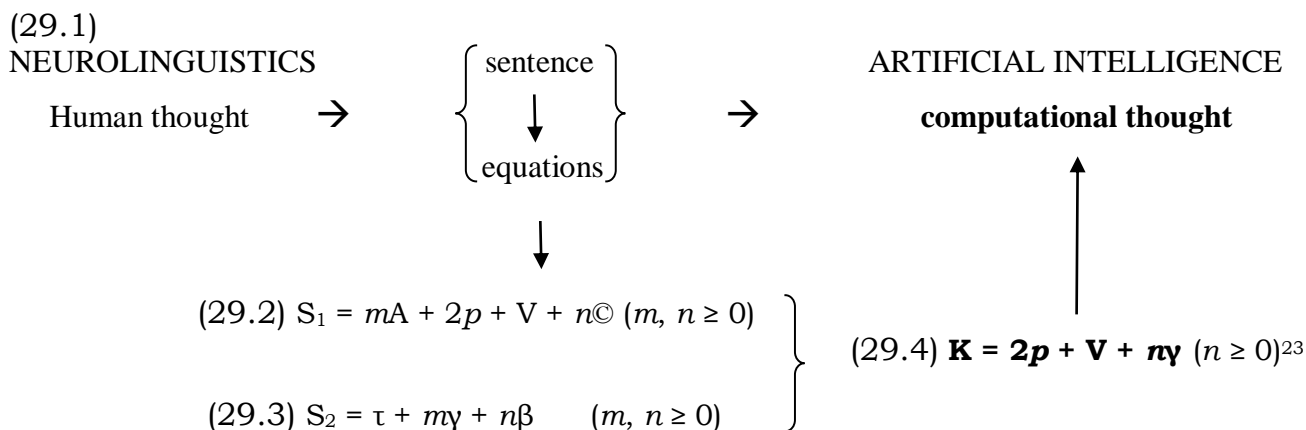 (29.1)
NEUROLINGUISTICS sentence ARTIFICIAL INTELLIGENCE
Human thought → → computational thought
equations
(29.2) S₁ = mA + 2p + V + n© (m, n ≥ 0)
(29.4) K = 2p + V + nγ (n ≥ 0)²³
(29.3) S₂ = τ + mγ + nβ (m, n ≥ 0)